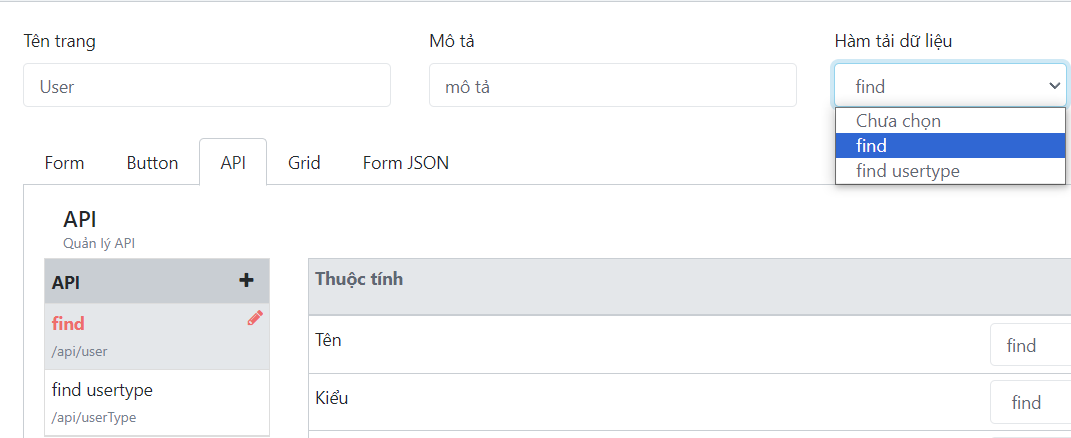 Tên trang
Mô tả
Hàm tải dữ liệu
User
mô tả
find
Chưa chọn
find
find usertype
Form
Button
API
Grid
Form JSON
API
Quản lý API
API
find
/api/user
find usertype
/api/userType
Thuộc tính
Tên
find
Kiểu
find